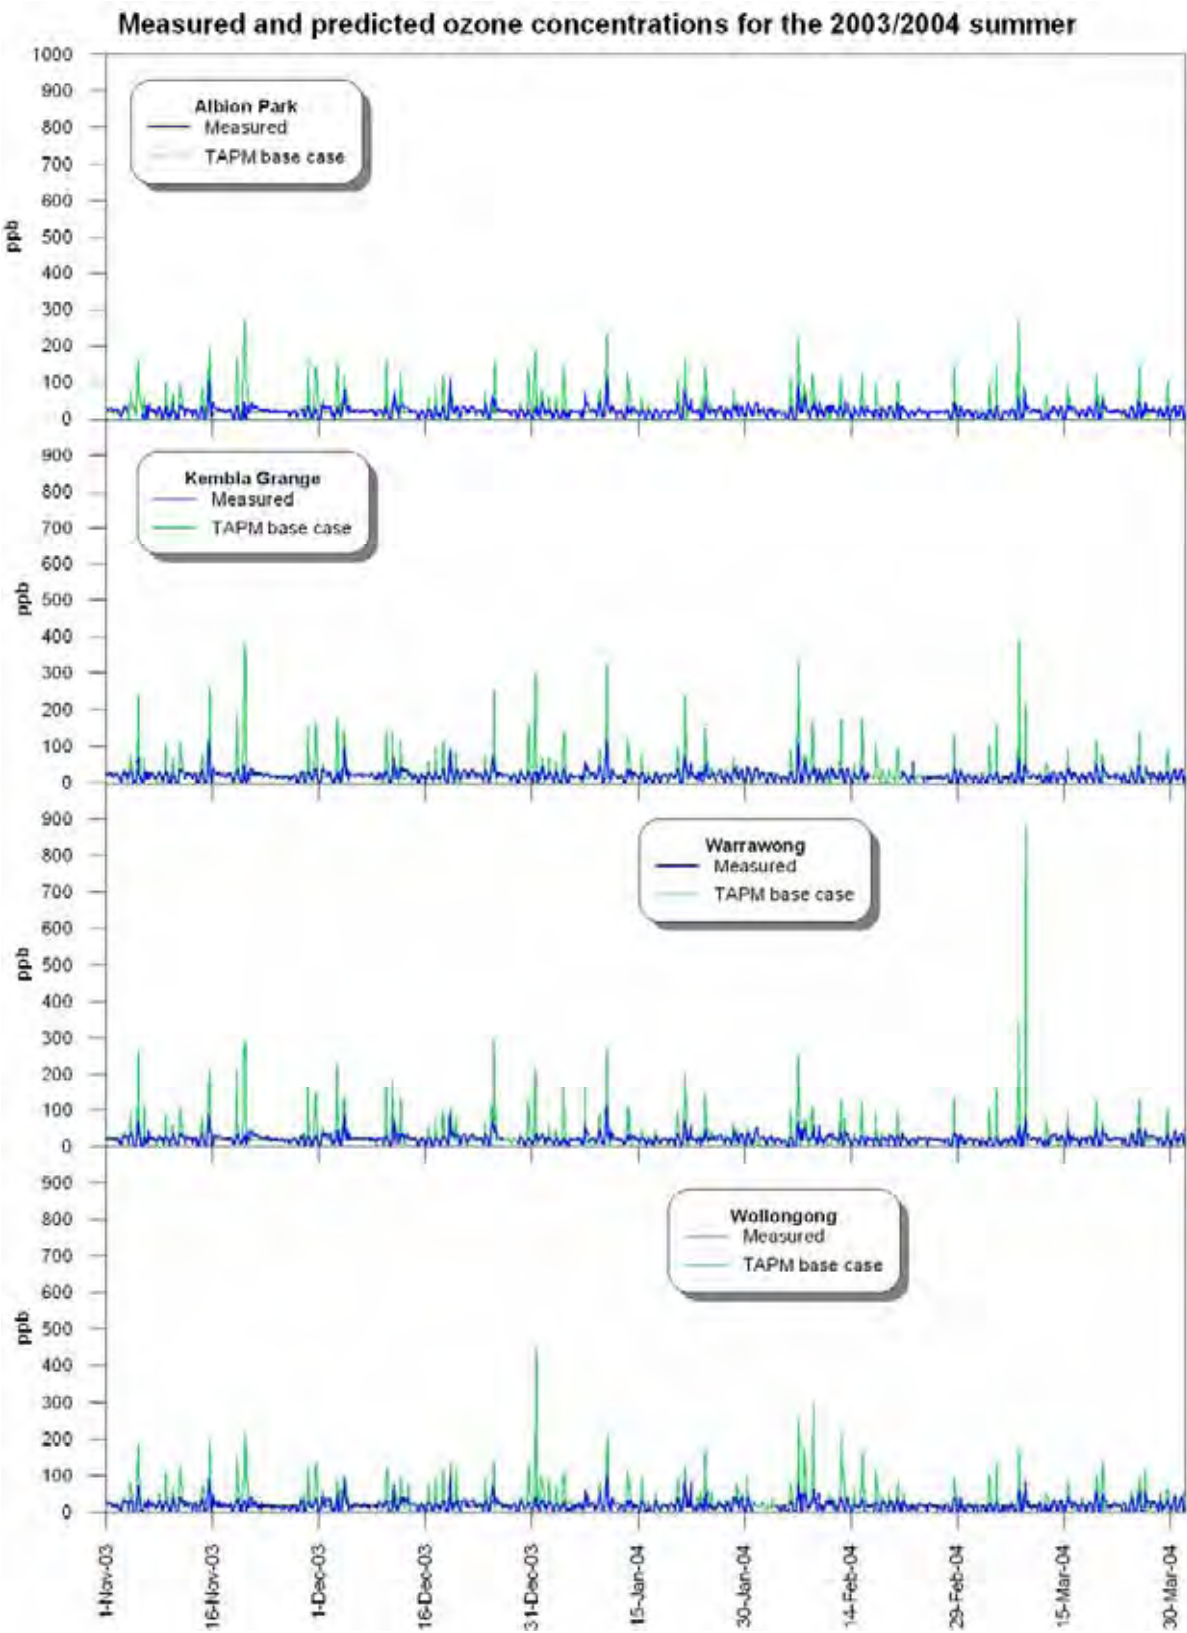 Measured and predicted ozone concentrations for the 2003/2004 summer
1000
900
800
700
600
500
400
300
200
100
0
ppb
Albion Park
Measured
TAPM base case
900
800
700
600
500
400
300
200
100
0
ppb
Kembla Grange
Measured
TAPM base case
900
800
700
600
500
400
300
200
100
0
ppb
Warrawong
Measured
TAPM base case
900
800
700
600
500
400
300
200
100
0
ppb
Wollongong
Measured
TAPM base case
1-Nov-03
16-Nov-03
1-Dec-03
16-Dec-03
31-Dec-03
15-Jan-04
30-Jan-04
14-Feb-04
29-Feb-04
15-Mar-04
30-Mar-04